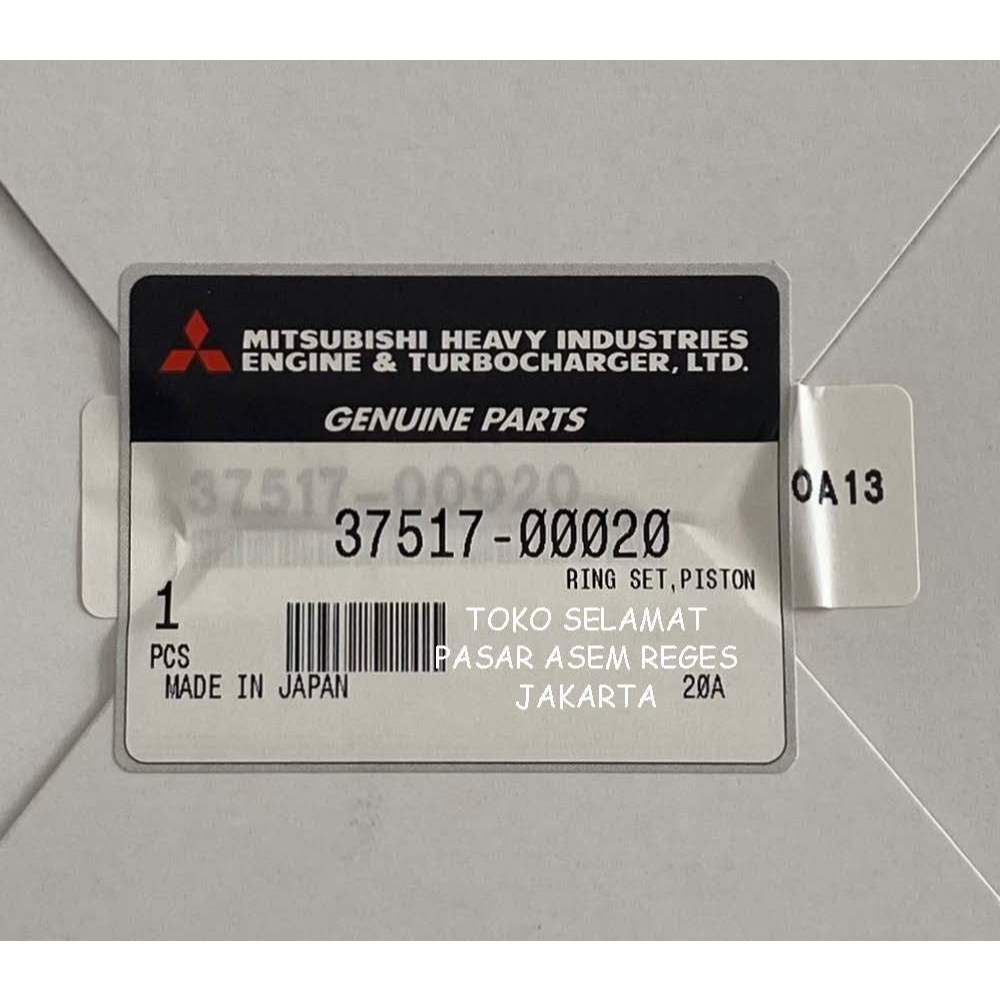 MITSUBISHI HEAVY INDUSTRIES
ENGINE & TURBOCHARGER, LTD.
GENUINE PARTS
37517-00020
0A13
37517-00020
RING SET,PISTON
1
PCS
MADE IN JAPAN
20A
TOKO SELAMAT
PASAR ASEM REGES
JAKARTA